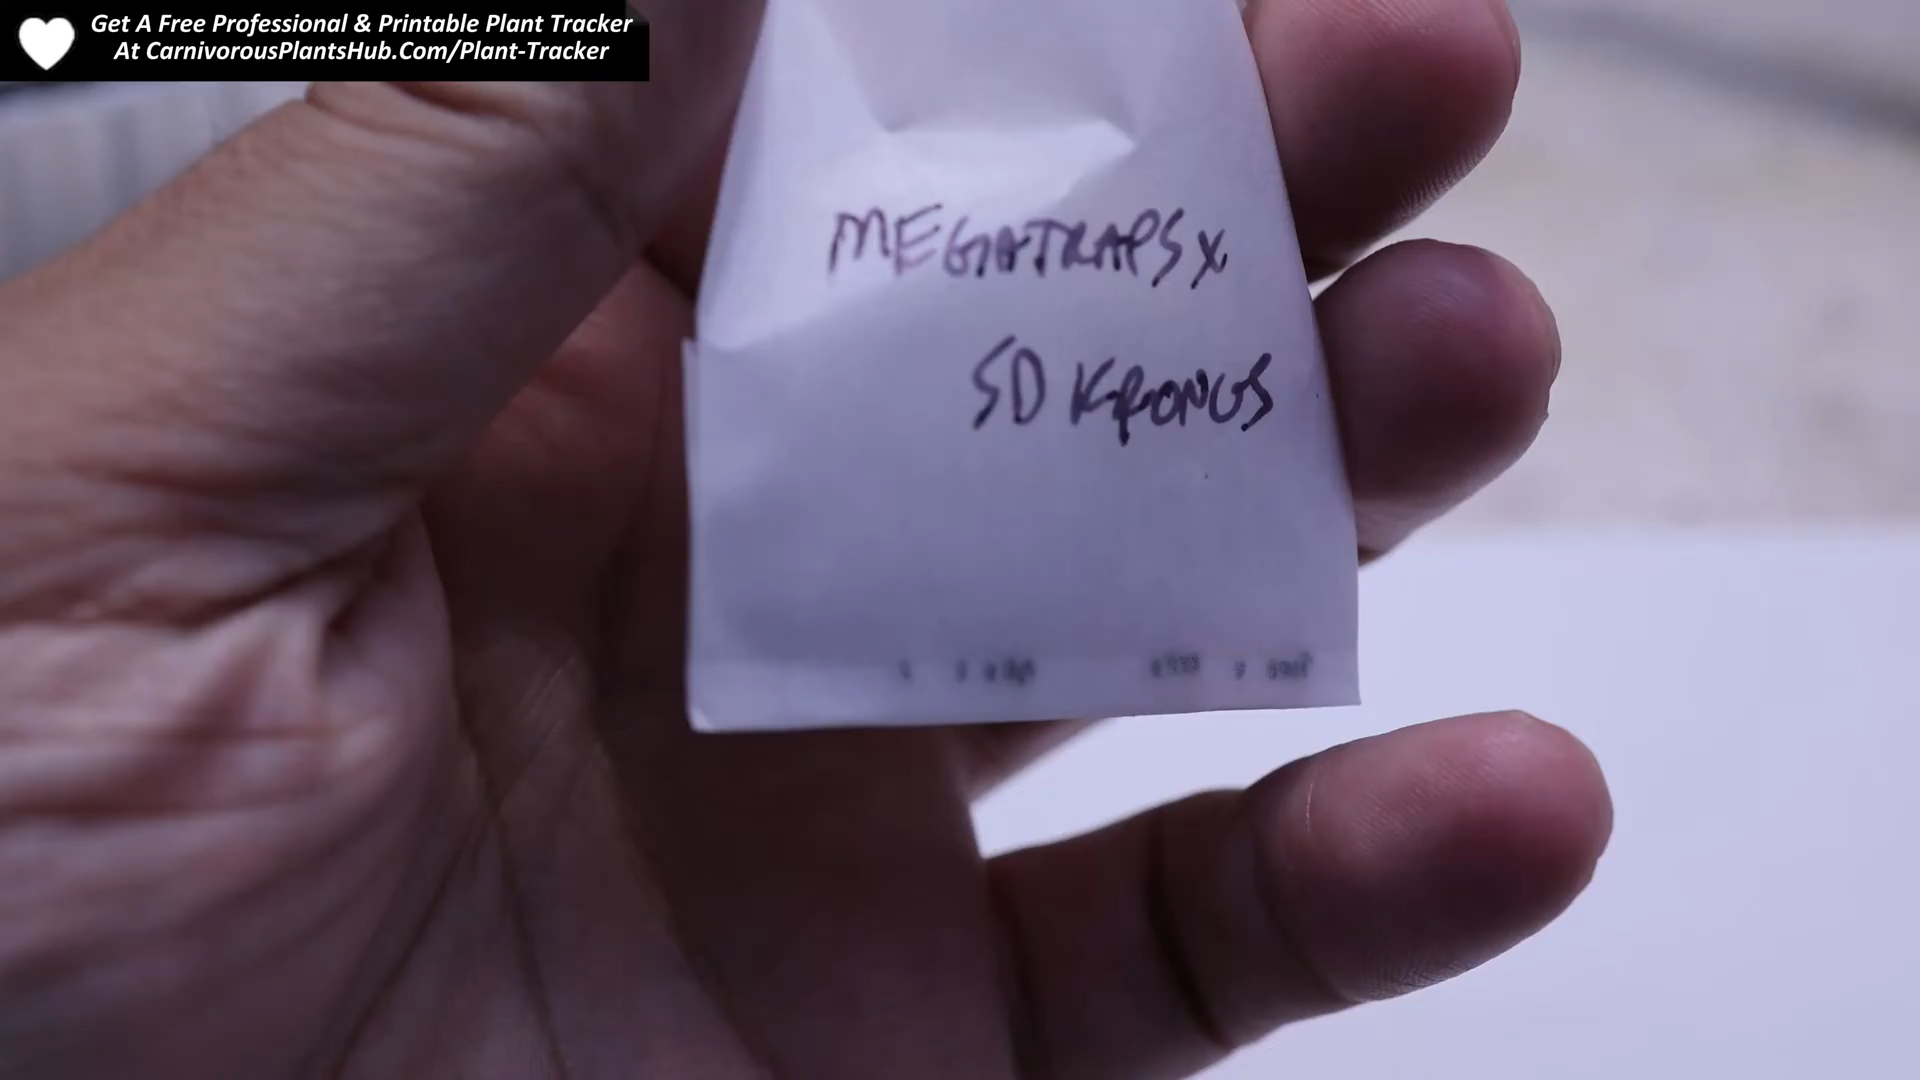 Get A Free Professional & Printable Plant Tracker
At CarnivorousPlantsHub.Com/Plant-Tracker
MEGATRAPS x
SD KRONOS